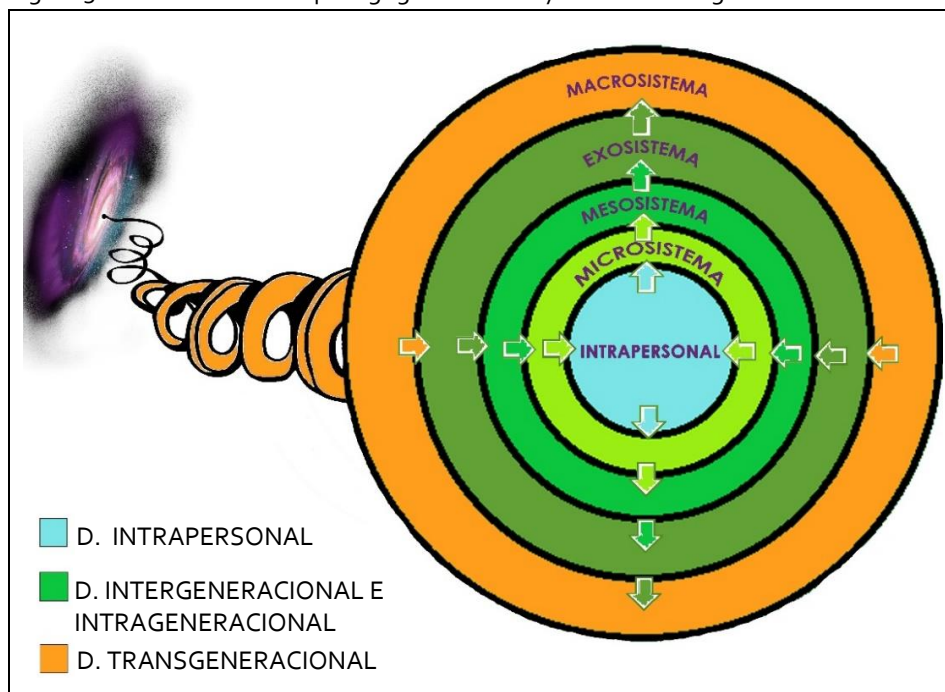 MACROSISTEMA
EXOSISTEMA
MESOSISTEMA
MICROSISTEMA
INTRAPERSONAL
D. INTRAPERSONAL
D. INTERGENERACIONAL E
INTRAGENERACIONAL
D. TRANSGENERACIONAL